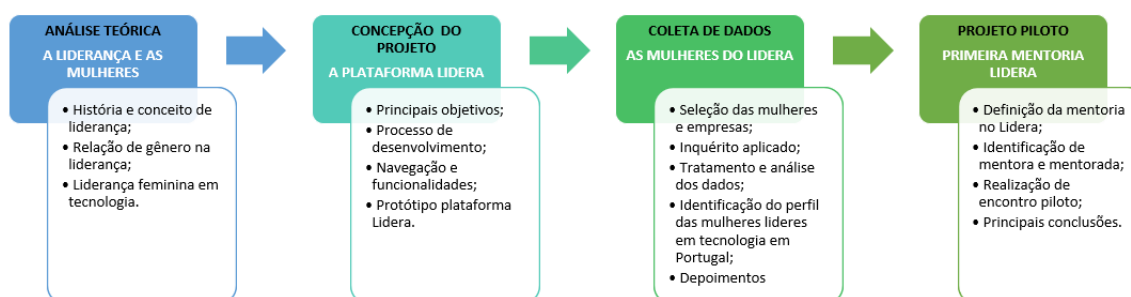 ANÁLISE TEÓRICA
A LIDERANÇA E AS
MULHERES
• História e conceito de
liderança;
• Relação de gênero na
liderança;
• Liderança feminina em
tecnologia.
CONCEPÇÃO DO
PROJETO
A PLATAFORMA LIDERA
• Principais objetivos;
• Processo de
desenvolvimento;
• Navegação e
funcionalidades;
• Protótipo plataforma
Lidera.
COLETA DE DADOS
AS MULHERES DO LIDERA
• Seleção das mulheres
e empresas;
• Inquérito aplicado;
• Tratamento e análise
dos dados;
• Identificação do perfil
das mulheres lideres
em tecnologia em
Portugal;
• Depoimentos
PROJETO PILOTO
PRIMEIRA MENTORIA
LIDERA
• Definição da mentoria
no Lidera;
• Identificação de
mentora e mentorada;
• Realização de
encontro piloto;
• Principais conclusões.